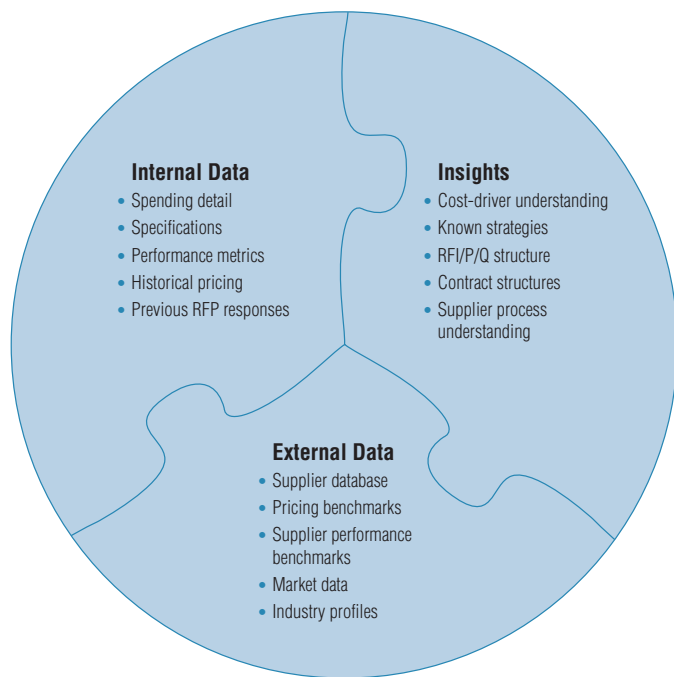 Internal Data
• Spending detail
• Specifications
• Performance metrics
• Historical pricing
• Previous RFP responses
Insights
• Cost-driver understanding
• Known strategies
• RFI/P/Q structure
• Contract structures
• Supplier process
understanding
External Data
• Supplier database
• Pricing benchmarks
• Supplier performance
benchmarks
• Market data
• Industry profiles